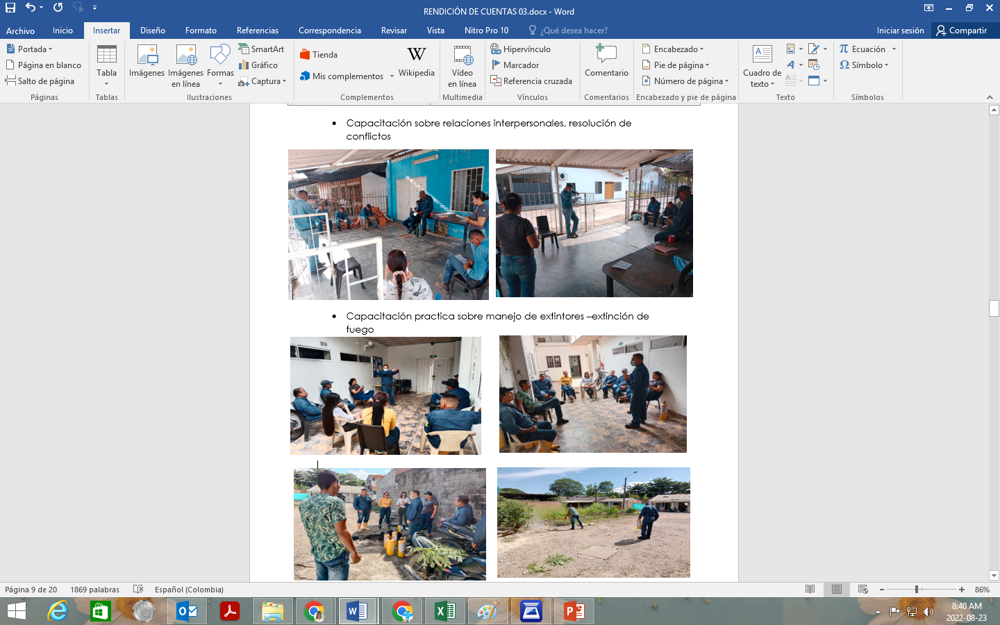 RENDICIÓN DE CUENTAS 03.docx - Word
Archivo Inicio Insertar Diseño Formato Referencias Correspondencia Revisar Vista Nitro Pro 10 ¿Qué desea hacer? Iniciar sesión Compartir
Portada
Página en blanco
Salto de página
Páginas
Tabla
Tablas
Imágenes
Imágenes
en línea
Formas
SmartArt
Gráfico
Captura
Ilustraciones
Tienda
Mis complementos
W
Wikipedia
Complementos
Vídeo
en línea
Multimedia
Hipervínculo
Marcador
Referencia cruzada
Vínculos
Comentario
Comentarios
Encabezado
Pie de página
Número de página
Encabezado y pie de página
Cuadro de
texto
Texto
π Ecuación
Ω Símbolo
Símbolos
• Capacitación sobre relaciones interpersonales, resolución de
conflictos
• Capacitación practica sobre manejo de extintores –extinción de
fuego
Página 9 de 20 1869 palabras Español (Colombia) 86%
8:40 AM
2022-08-23